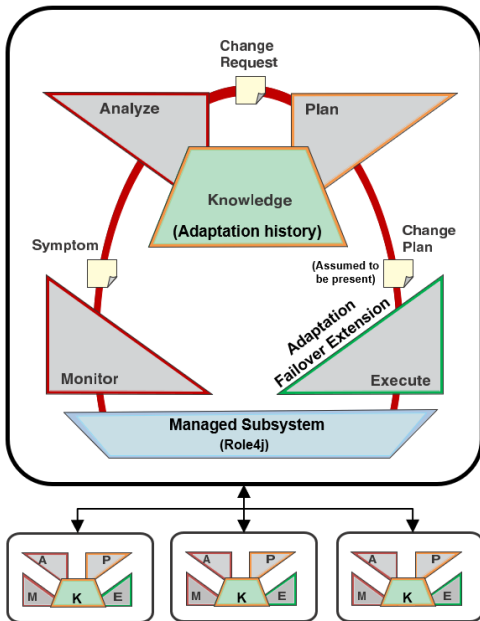 Change
Request
Analyze
Plan
Knowledge
(Adaptation history)
Symptom
Change
Plan
(Assumed to
be present)
Adaptation
Failover Extension
Monitor
Execute
Managed Subsystem
(Role4j)
A
P
M
K
E
A
P
M
K
E
A
P
M
K
E